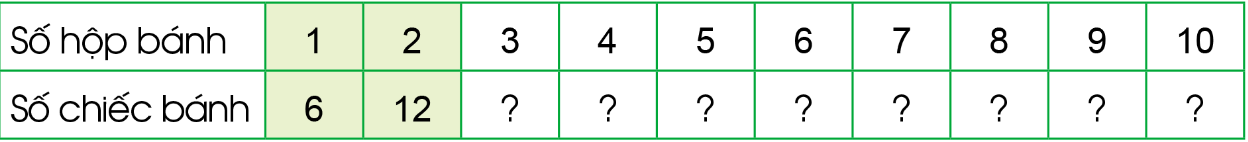 Số hộp bánh 1 2 3 4 5 6 7 8 9 10
Số chiếc bánh 6 12 ? ? ? ? ? ? ? ?